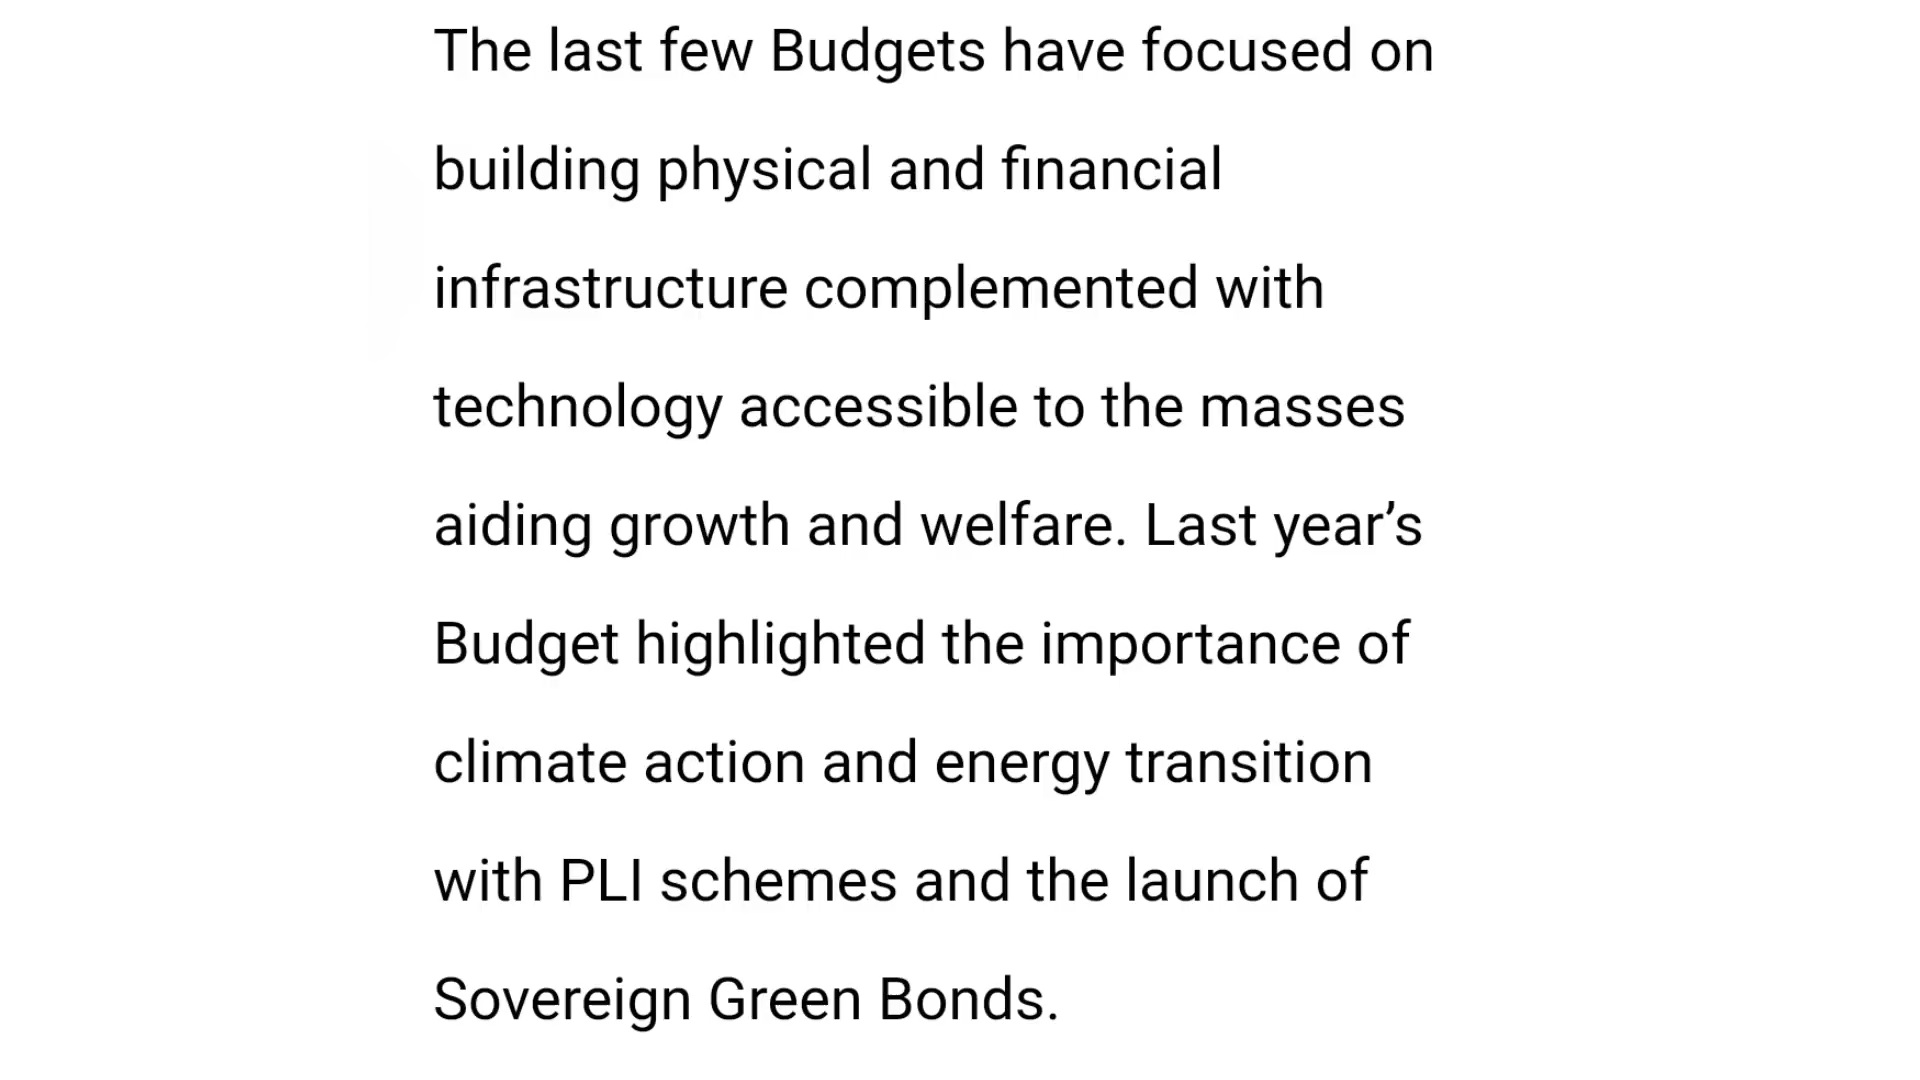 The last few Budgets have focused on
building physical and financial
infrastructure complemented with
technology accessible to the masses
aiding growth and welfare. Last year’s
Budget highlighted the importance of
climate action and energy transition
with PLI schemes and the launch of
Sovereign Green Bonds.